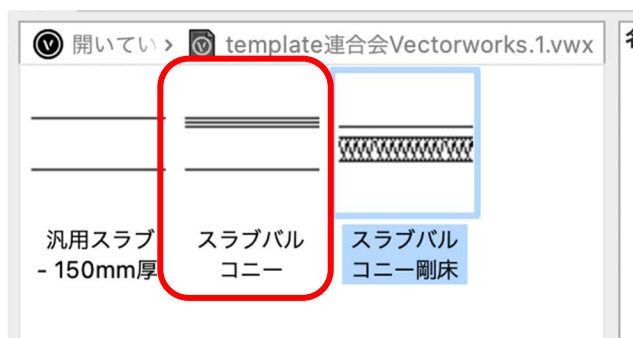 開いてい › template連合会Vectorworks.1.vwx
汎用スラブ
- 150mm厚
スラブバル
コニー
スラブバル
コニー剛床